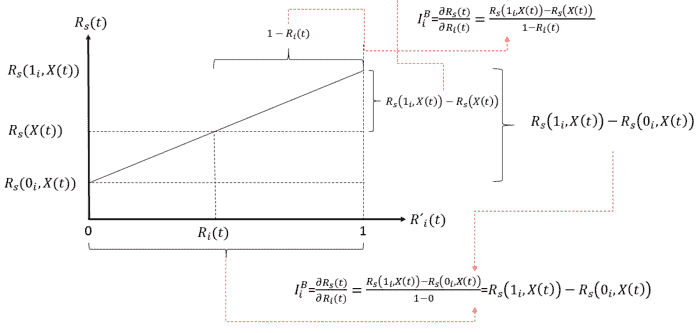 R_s(t)
1 − R_i(t)
I_i^B=∂R_s(t)/∂R_i(t) = R_s(1_i,X(t))−R_s(X(t))/1−R_i(t)
R_s(1_i, X(t))
R_s(1_i, X(t)) − R_s(X(t))
R_s(1_i, X(t)) − R_s(0_i, X(t))
R_s(X(t))
R_s(0_i, X(t))
0
R_i(t)
1
R´_i(t)
I_i^B=∂R_s(t)/∂R_i(t) = R_s(1_i,X(t))−R_s(0_i,X(t))/1−0=R_s(1_i, X(t)) − R_s(0_i, X(t))